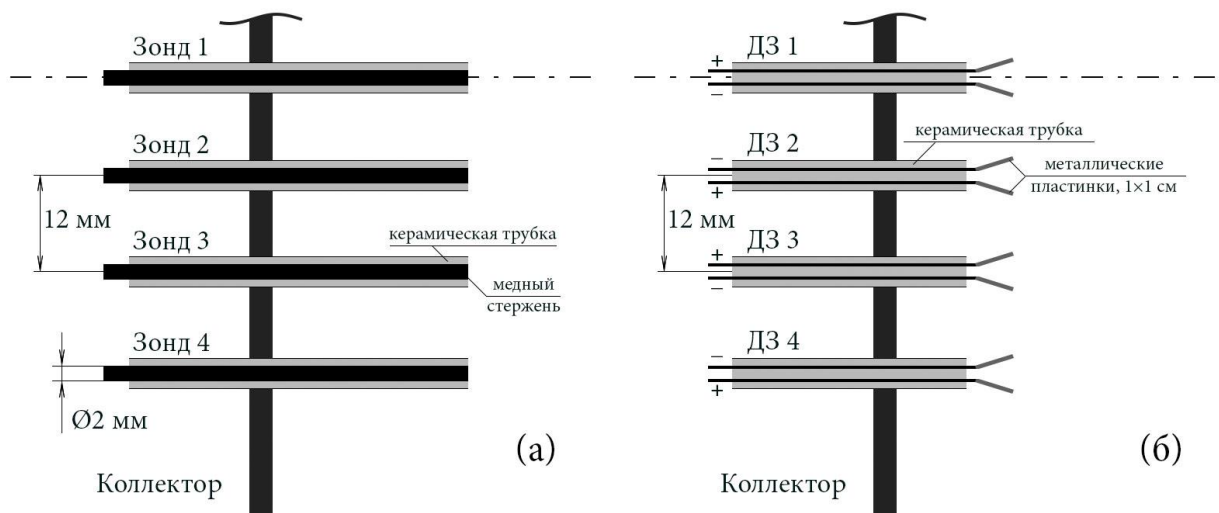 Зонд 1
Зонд 2
12 мм
Зонд 3
керамическая трубка
медный
стержень
Зонд 4
Ø2 мм
(а)
Коллектор
+
ДЗ 1
–
керамическая трубка
–
ДЗ 2
+
металлические
пластинки, 1×1 см
12 мм
+
ДЗ 3
–
–
ДЗ 4
+
(б)
Коллектор